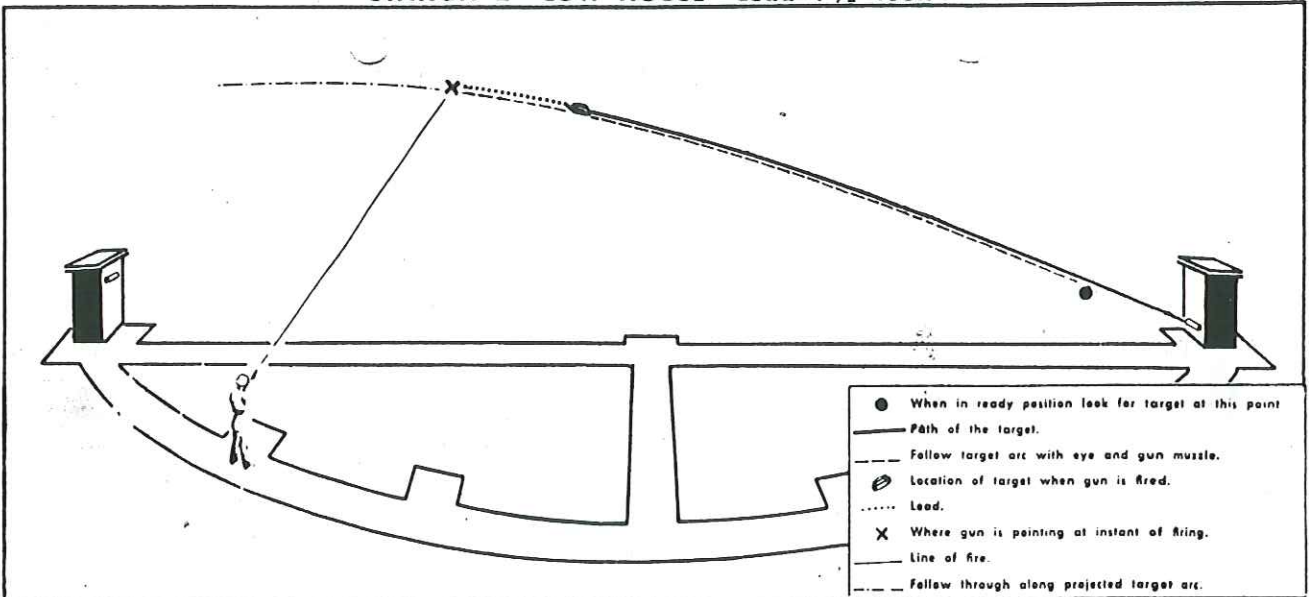 When in ready position look for target at this point
Path of the target.
Follow target arc with eye and gun muzzle.
Location of target when gun is fired.
Lead.
Where gun is pointing at instant of firing.
Line of fire.
Follow through along projected target arc.